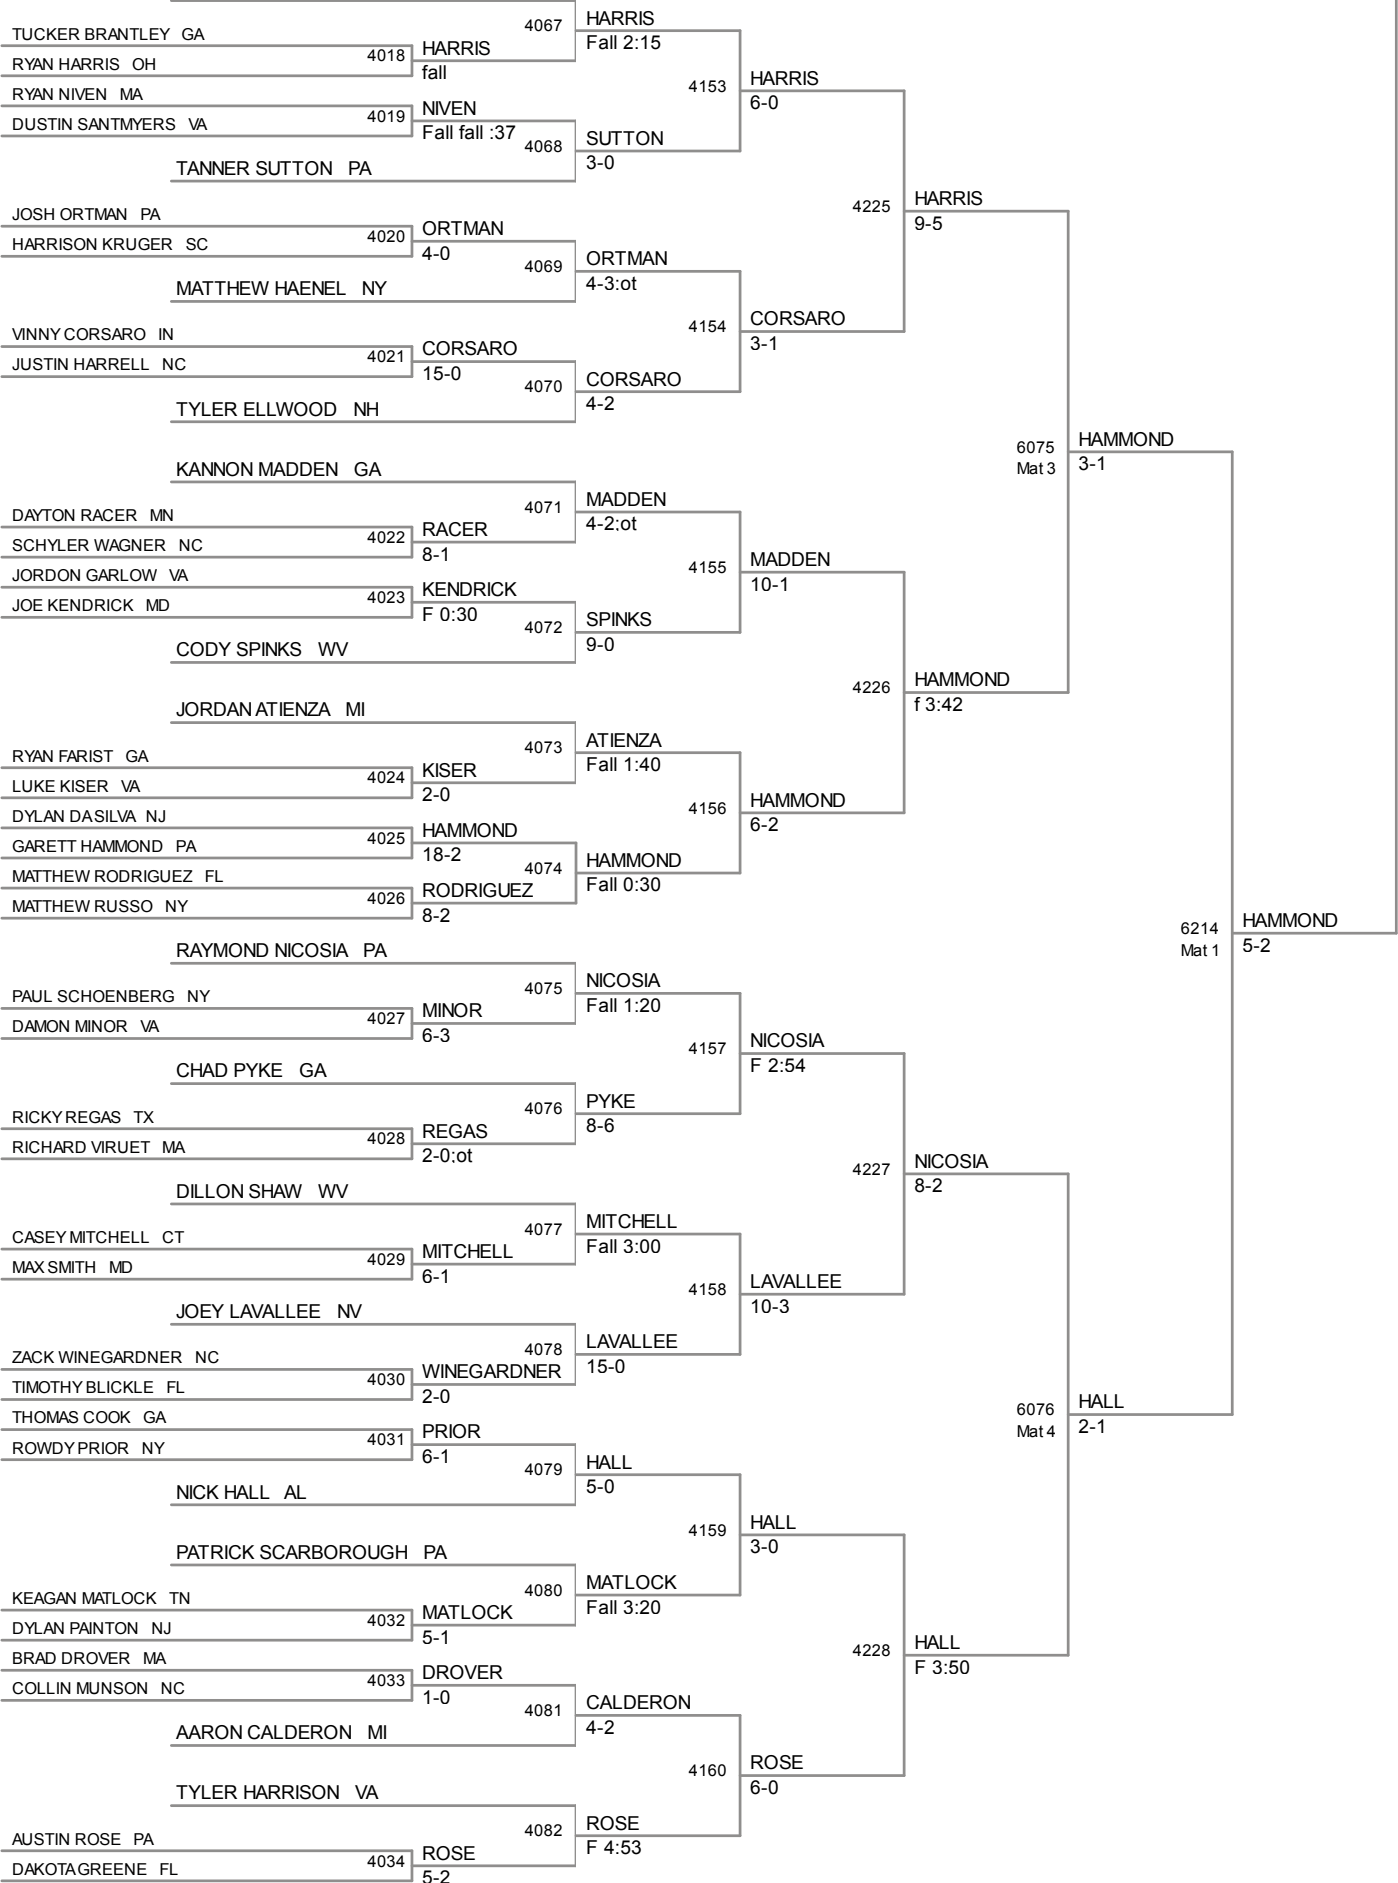 4067
HARRIS
Fall 2:15
TUCKER BRANTLEY GA
4018
HARRIS
RYAN HARRIS OH
fall
4153
HARRIS
6-0
RYAN NIVEN MA
4019
NIVEN
DUSTIN SANTMYERS VA
Fall fall :37
4068
SUTTON
3-0
TANNER SUTTON PA
4225
HARRIS
9-5
JOSH ORTMAN PA
4020
ORTMAN
HARRISON KRUGER SC
4-0
4069
ORTMAN
4-3:ot
MATTHEW HAENEL NY
4154
CORSARO
3-1
VINNY CORSARO IN
4021
CORSARO
JUSTIN HARRELL NC
15-0
4070
CORSARO
4-2
TYLER ELLWOOD NH
6075
Mat 3
HAMMOND
3-1
KANNON MADDEN GA
4071
MADDEN
4-2:ot
DAYTON RACER MN
4022
RACER
SCHYLER WAGNER NC
8-1
4155
MADDEN
10-1
JORDON GARLOW VA
4023
KENDRICK
JOE KENDRICK MD
F 0:30
4072
SPINKS
9-0
CODY SPINKS WV
4226
HAMMOND
f 3:42
JORDAN ATIENZA MI
4073
ATIENZA
Fall 1:40
RYAN FARIST GA
4024
KISER
LUKE KISER VA
2-0
4156
HAMMOND
6-2
DYLAN DASILVA NJ
4025
HAMMOND
GARETT HAMMOND PA
18-2
4074
HAMMOND
Fall 0:30
MATTHEW RODRIGUEZ FL
4026
RODRIGUEZ
MATTHEW RUSSO NY
8-2
6214
Mat 1
HAMMOND
5-2
RAYMOND NICOSIA PA
4075
NICOSIA
Fall 1:20
PAUL SCHOENBERG NY
4027
MINOR
DAMON MINOR VA
6-3
4157
NICOSIA
F 2:54
CHAD PYKE GA
4076
PYKE
8-6
RICKY REGAS TX
4028
REGAS
RICHARD VIRUET MA
2-0:ot
4227
NICOSIA
8-2
DILLON SHAW WV
4077
MITCHELL
Fall 3:00
CASEY MITCHELL CT
4029
MITCHELL
MAX SMITH MD
6-1
4158
LAVALLEE
10-3
JOEY LAVALLEE NV
4078
LAVALLEE
15-0
ZACK WINEGARDNER NC
4030
WINEGARDNER
TIMOTHY BLICKLE FL
2-0
6076
Mat 4
HALL
2-1
THOMAS COOK GA
4031
PRIOR
ROWDY PRIOR NY
6-1
4079
HALL
5-0
NICK HALL AL
4159
HALL
3-0
PATRICK SCARBOROUGH PA
4080
MATLOCK
Fall 3:20
KEAGAN MATLOCK TN
4032
MATLOCK
DYLAN PAINTON NJ
5-1
4228
HALL
F 3:50
BRAD DROVER MA
4033
DROVER
COLLIN MUNSON NC
1-0
4081
CALDERON
4-2
AARON CALDERON MI
4160
ROSE
6-0
TYLER HARRISON VA
4082
ROSE
F 4:53
AUSTIN ROSE PA
4034
ROSE
DAKOTA GREENE FL
5-2